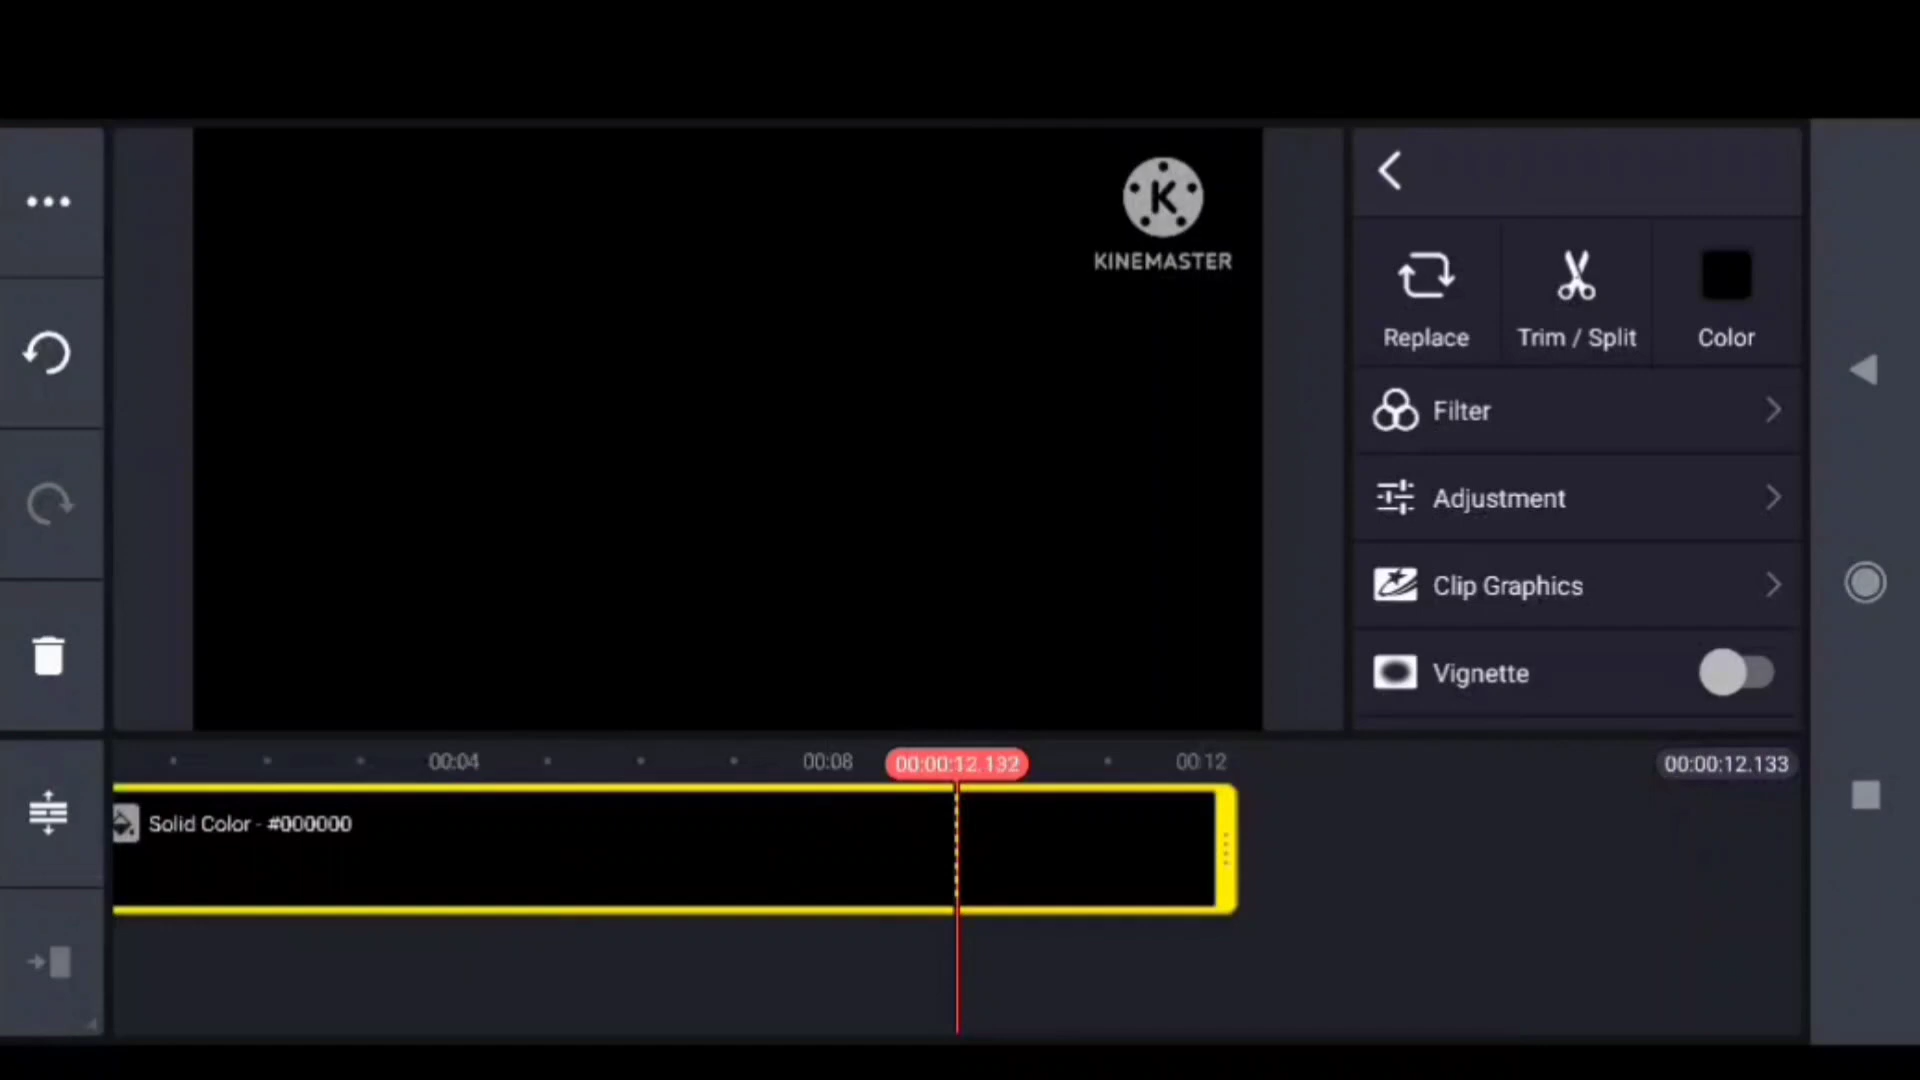 K
KINEMASTER
Replace
Trim / Split
Color
Filter
Adjustment
Clip Graphics
Vignette
00:04
00:08
00:00:12.132
00:12
00:00:12.133
Solid Color - #000000